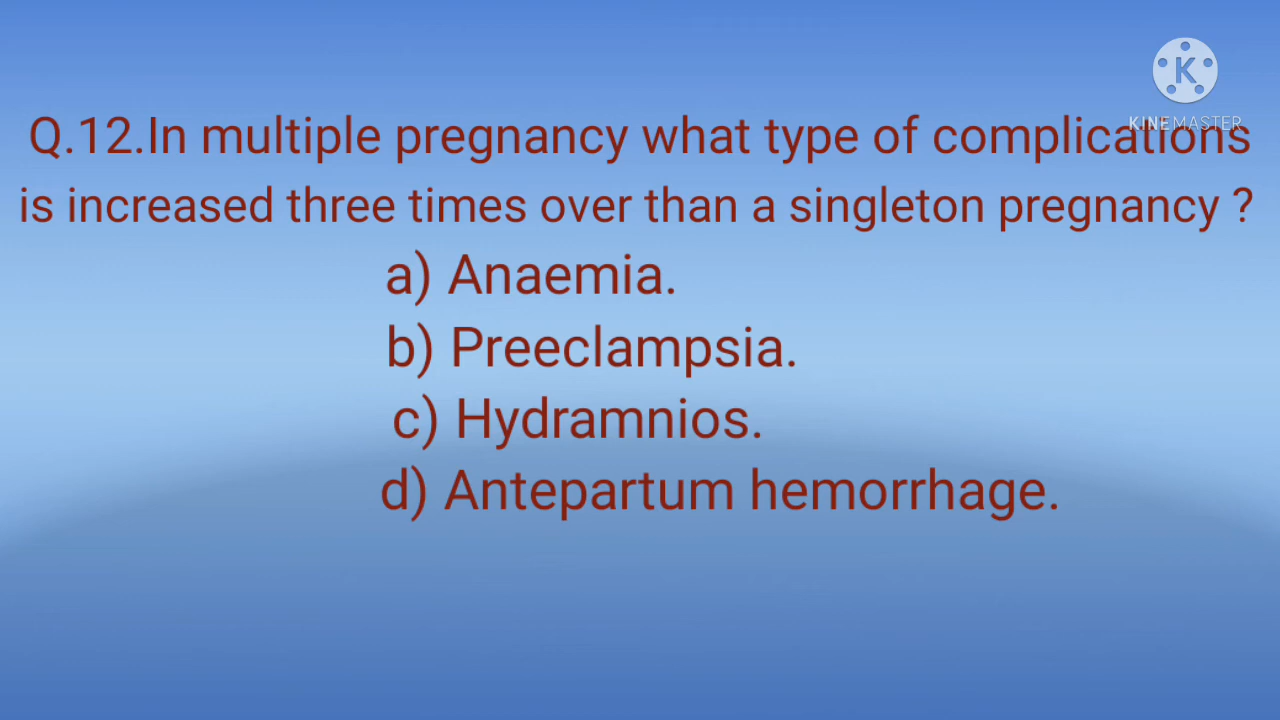 K
KINEMASTER
Q.12.In multiple pregnancy what type of complications
is increased three times over than a singleton pregnancy ?
a) Anaemia.
b) Preeclampsia.
c) Hydramnios.
d) Antepartum hemorrhage.